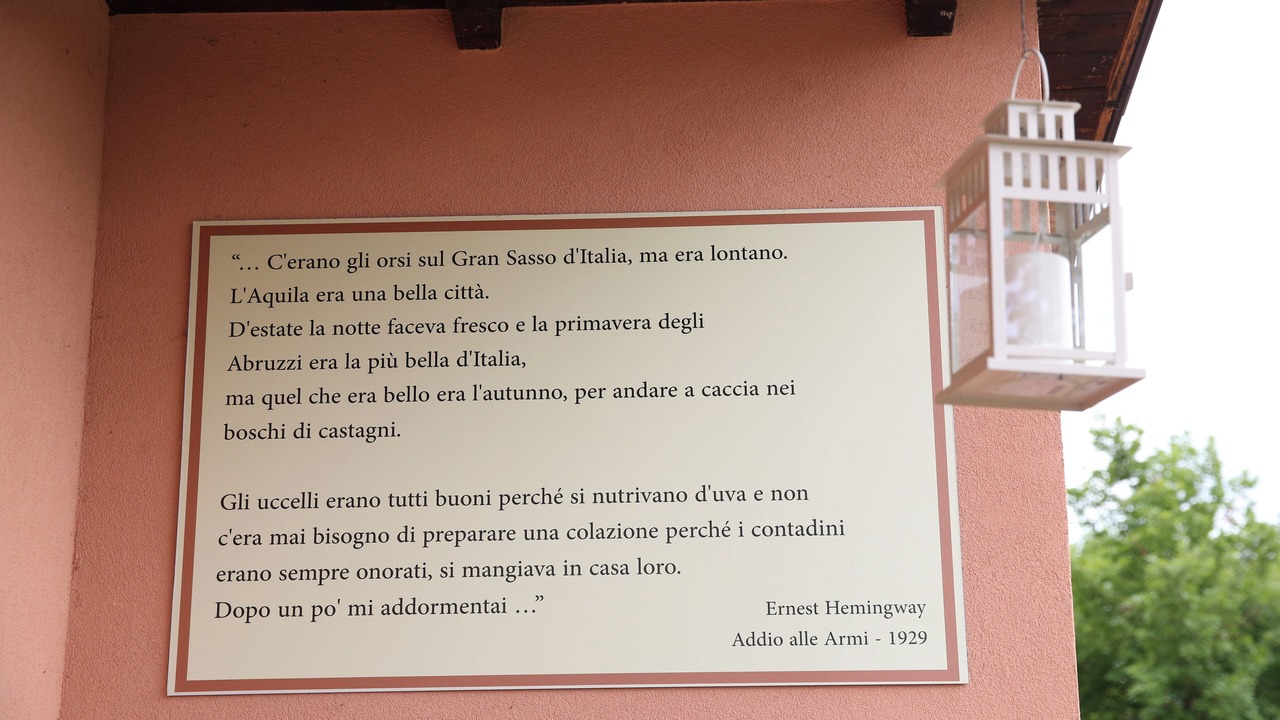 “… C'erano gli orsi sul Gran Sasso d'Italia, ma era lontano.
L'Aquila era una bella città.
D'estate la notte faceva fresco e la primavera degli
Abruzzi era la più bella d'Italia,
ma quel che era bello era l'autunno, per andare a caccia nei
boschi di castagni.
Gli uccelli erano tutti buoni perché si nutrivano d'uva e non
c'era mai bisogno di preparare una colazione perché i contadini
erano sempre onorati, si mangiava in casa loro.
Dopo un po' mi addormentai …”
Ernest Hemingway
Addio alle Armi - 1929